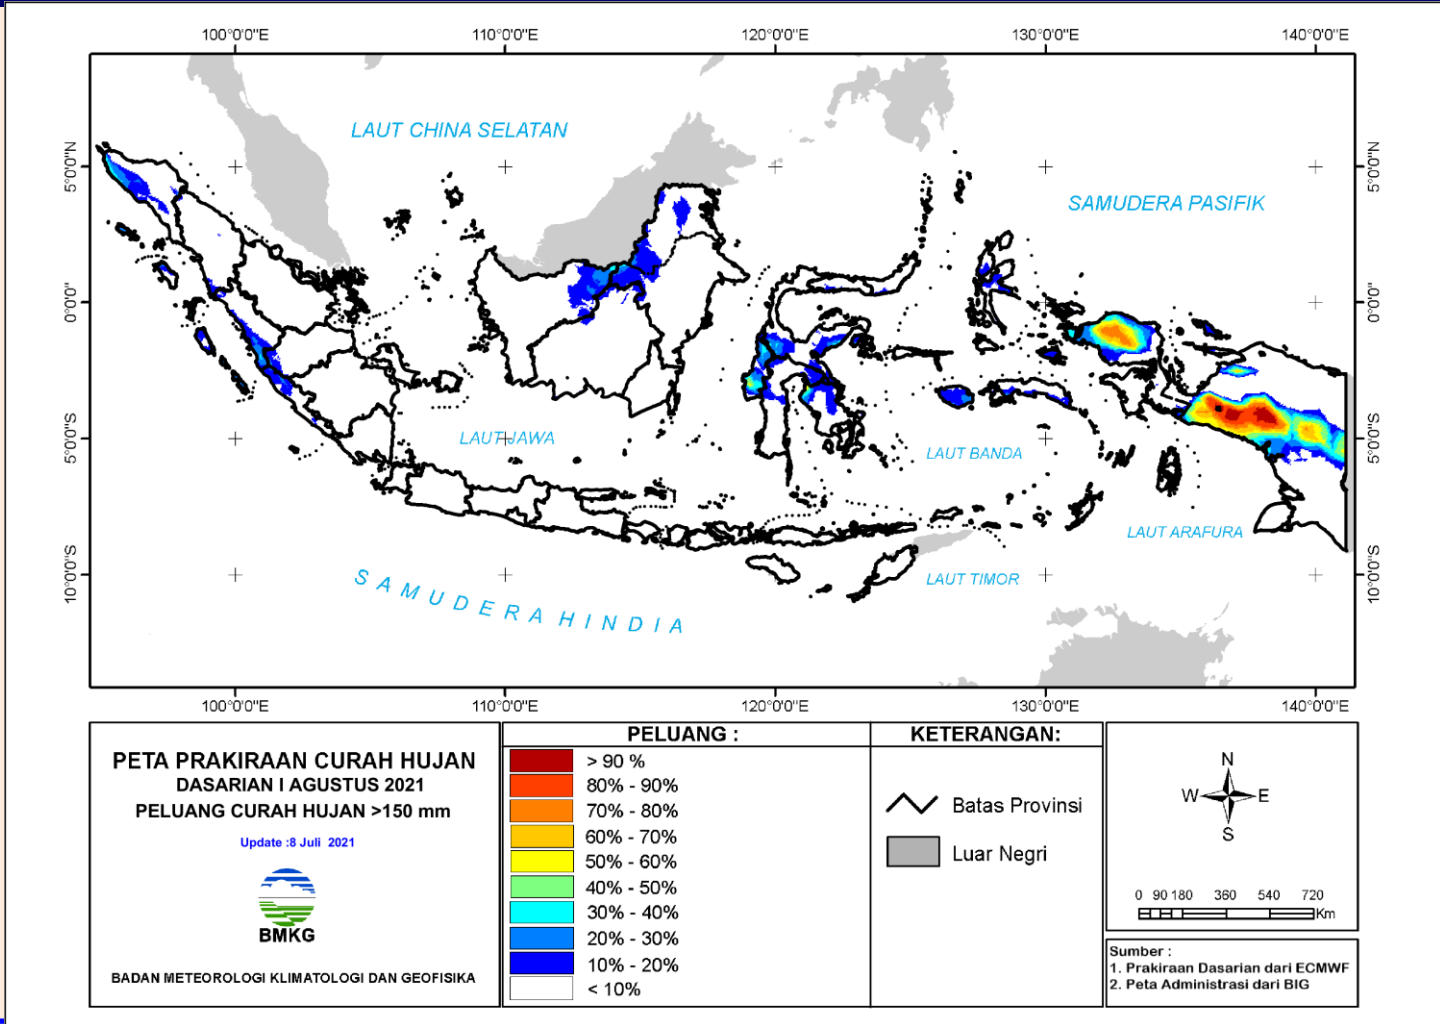 100°0'0"E 110°0'0"E 120°0'0"E 130°0'0"E 140°0'0"E
LAUT CHINA SELATAN
5°0'0"N 5°0'0"N
SAMUDERA PASIFIK
0°0'0" 0°0'0"
LAUT JAWA
5°0'0"S 5°0'0"S
LAUT BANDA
LAUT ARAFURA
10°0'0"S 10°0'0"S
LAUT TIMOR
SAMUDERA HINDIA
100°0'0"E 110°0'0"E 120°0'0"E 130°0'0"E 140°0'0"E
PETA PRAKIRAAN CURAH HUJAN
DASARIAN I AGUSTUS 2021
PELUANG CURAH HUJAN >150 mm
Update :8 Juli 2021
BMKG
BADAN METEOROLOGI KLIMATOLOGI DAN GEOFISIKA
PELUANG :
> 90 %
80% - 90%
70% - 80%
60% - 70%
50% - 60%
40% - 50%
30% - 40%
20% - 30%
10% - 20%
< 10%
KETERANGAN:
Batas Provinsi
Luar Negri
N
W E
S
0 90 180 360 540 720
Km
Sumber :
1. Prakiraan Dasarian dari ECMWF
2. Peta Administrasi dari BIG